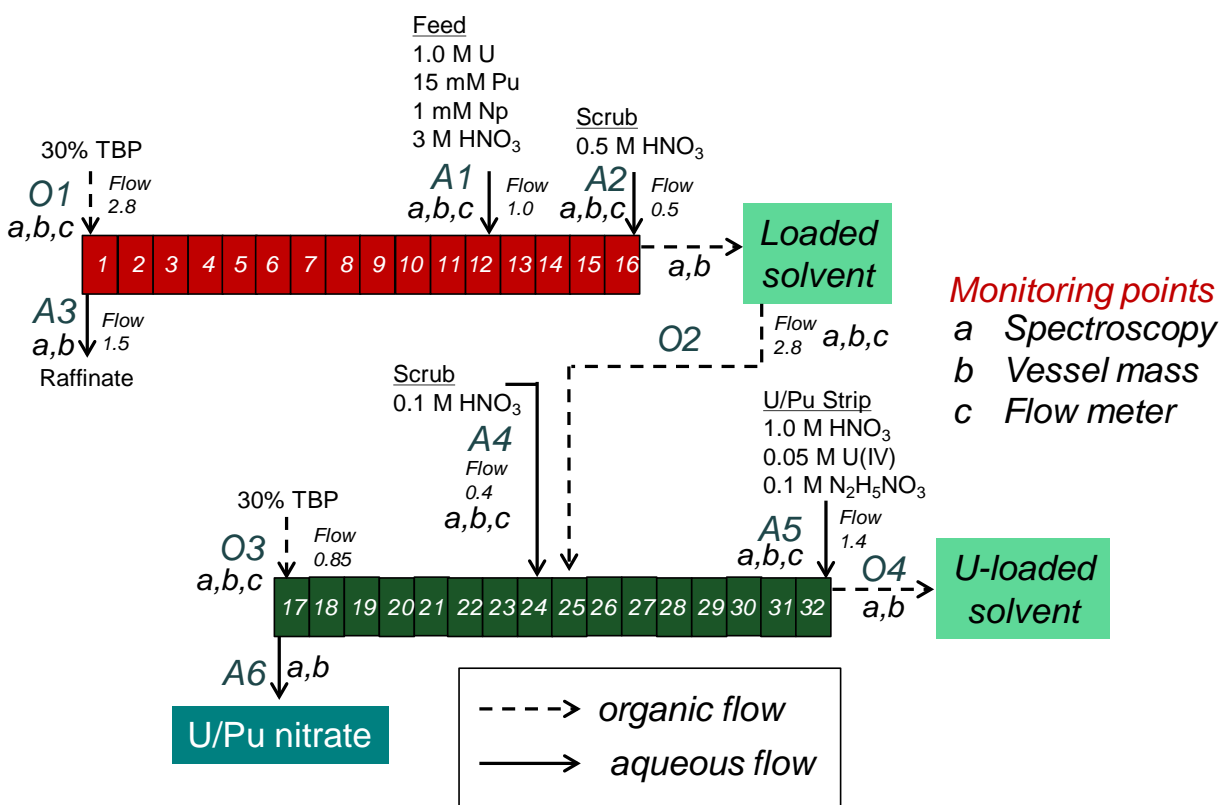 Feed
1.0 M U
15 mM Pu
1 mM Np
3 M HNO₃
Scrub
0.5 M HNO₃
30% TBP
O1
Flow
2.8
a,b,c
A1
Flow
1.0
a,b,c
A2
Flow
0.5
a,b,c
1 2 3 4 5 6 7 8 9 10 11 12 13 14 15 16
a,b
Loaded
solvent
A3
Flow
1.5
a,b
Raffinate
O2
Flow
2.8
a,b,c
Monitoring points
a Spectroscopy
b Vessel mass
c Flow meter
Scrub
0.1 M HNO₃
A4
Flow
0.4
a,b,c
U/Pu Strip
1.0 M HNO₃
0.05 M U(IV)
0.1 M N₂H₅NO₃
30% TBP
O3
Flow
0.85
a,b,c
A5
Flow
1.4
a,b,c
17 18 19 20 21 22 23 24 25 26 27 28 29 30 31 32
O4
a,b
U-loaded
solvent
A6
a,b
U/Pu nitrate
organic flow
aqueous flow